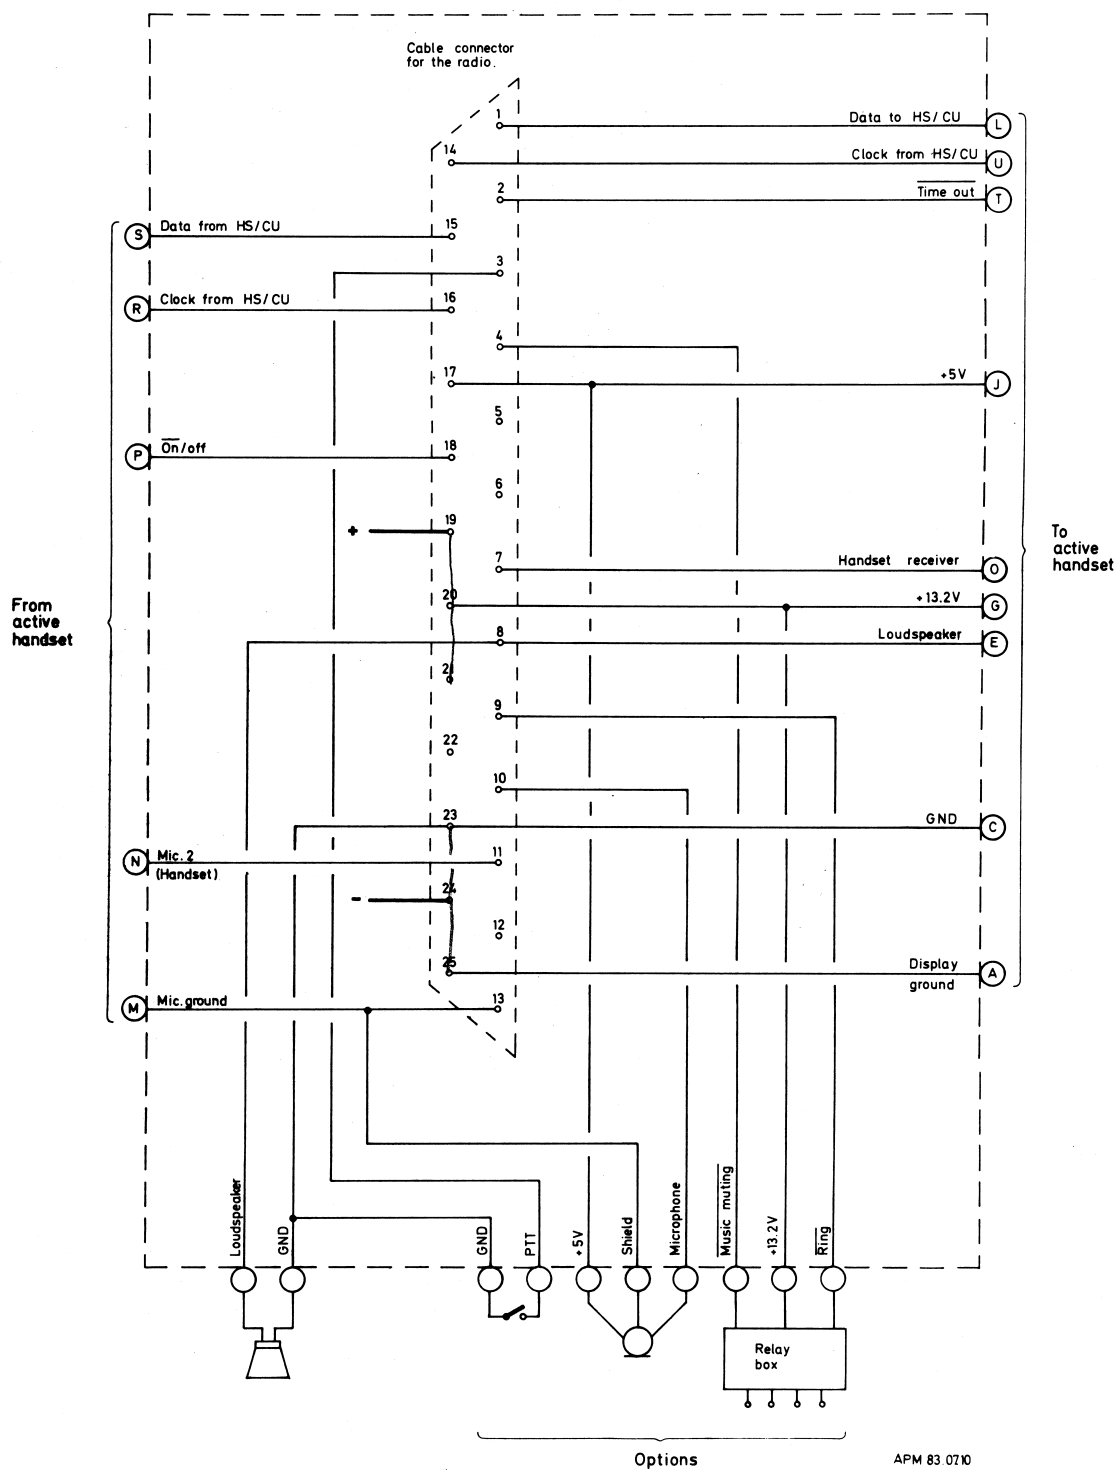 Cable connector
for the radio.
1
Data to HS/CU
L
14
Clock from HS/CU
U
2
Time out
T
S
Data from HS/CU
15
3
R
Clock from HS/CU
16
4
17
+5V
J
5
P
On/off
18
6
+
19
7
Handset receiver
O
20
+13.2V
G
8
Loudspeaker
E
From
active
handset
To
active
handset
21
9
22
10
23
GND
C
N
Mic. 2
(Handset)
11
-
24
12
25
Display
ground
A
M
Mic. ground
13
Loudspeaker
GND
GND
PTT
+5V
Shield
Microphone
Music muting
+13.2V
Ring
Relay
box
Options
APM 83.0710